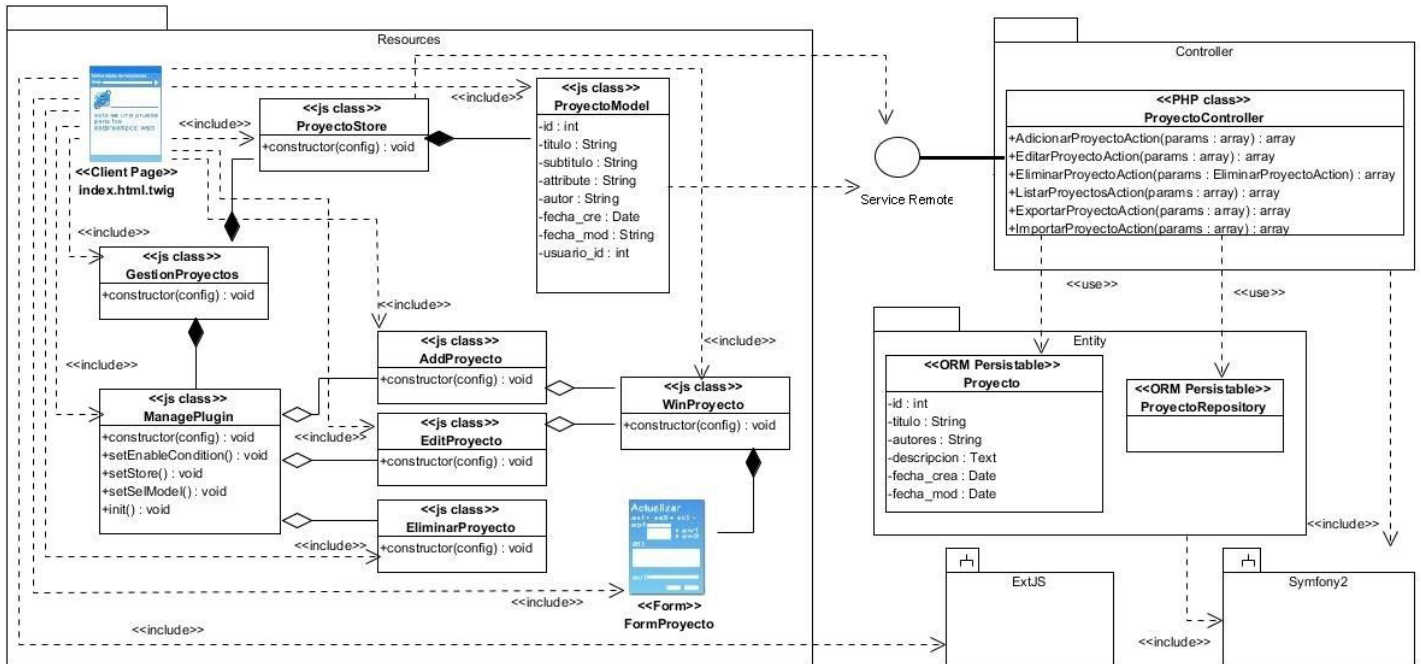 Resources
<<Client Page>>
index.html.twig
<<include>>
<<js class>>
ProyectoStore
+constructor(config) : void
<<include>>
<<js class>>
ProyectoModel
-id : int
-titulo : String
-subtitulo : String
-attribute : String
-autor : String
-fecha_cre : Date
-fecha_mod : String
-usuario_id : int
<<include>>
<<js class>>
GestionProyectos
+constructor(config) : void
<<include>>
<<include>>
<<js class>>
ManagePlugin
+constructor(config) : void
+setEnableCondition() : void
+setStore() : void
+setSelModel() : void
+init() : void
<<include>>
<<js class>>
AddProyecto
+constructor(config) : void
<<include>>
<<js class>>
EditProyecto
+constructor(config) : void
<<include>>
<<js class>>
EliminarProyecto
+constructor(config) : void
<<js class>>
WinProyecto
+constructor(config) : void
Actualizar
<<Form>>
FormProyecto
<<include>>
<<include>>
Service Remote
Controller
<<PHP class>>
ProyectoController
+AdicionarProyectoAction(params : array) : array
+EditarProyectoAction(params : array) : array
+EliminarProyectoAction(params : EliminarProyectoAction) : array
+ListarProyectosAction(params : array) : array
+ExportarProyectoAction(params : array) : array
+ImportarProyectoAction(params : array) : array
<<use>>
<<use>>
Entity
<<ORM Persistable>>
Proyecto
-id : int
-titulo : String
-autores : String
-descripcion : Text
-fecha_crea : Date
-fecha_mod : Date
<<ORM Persistable>>
ProyectoRepository
<<include>>
ExtJS
Symfony2
<<include>>